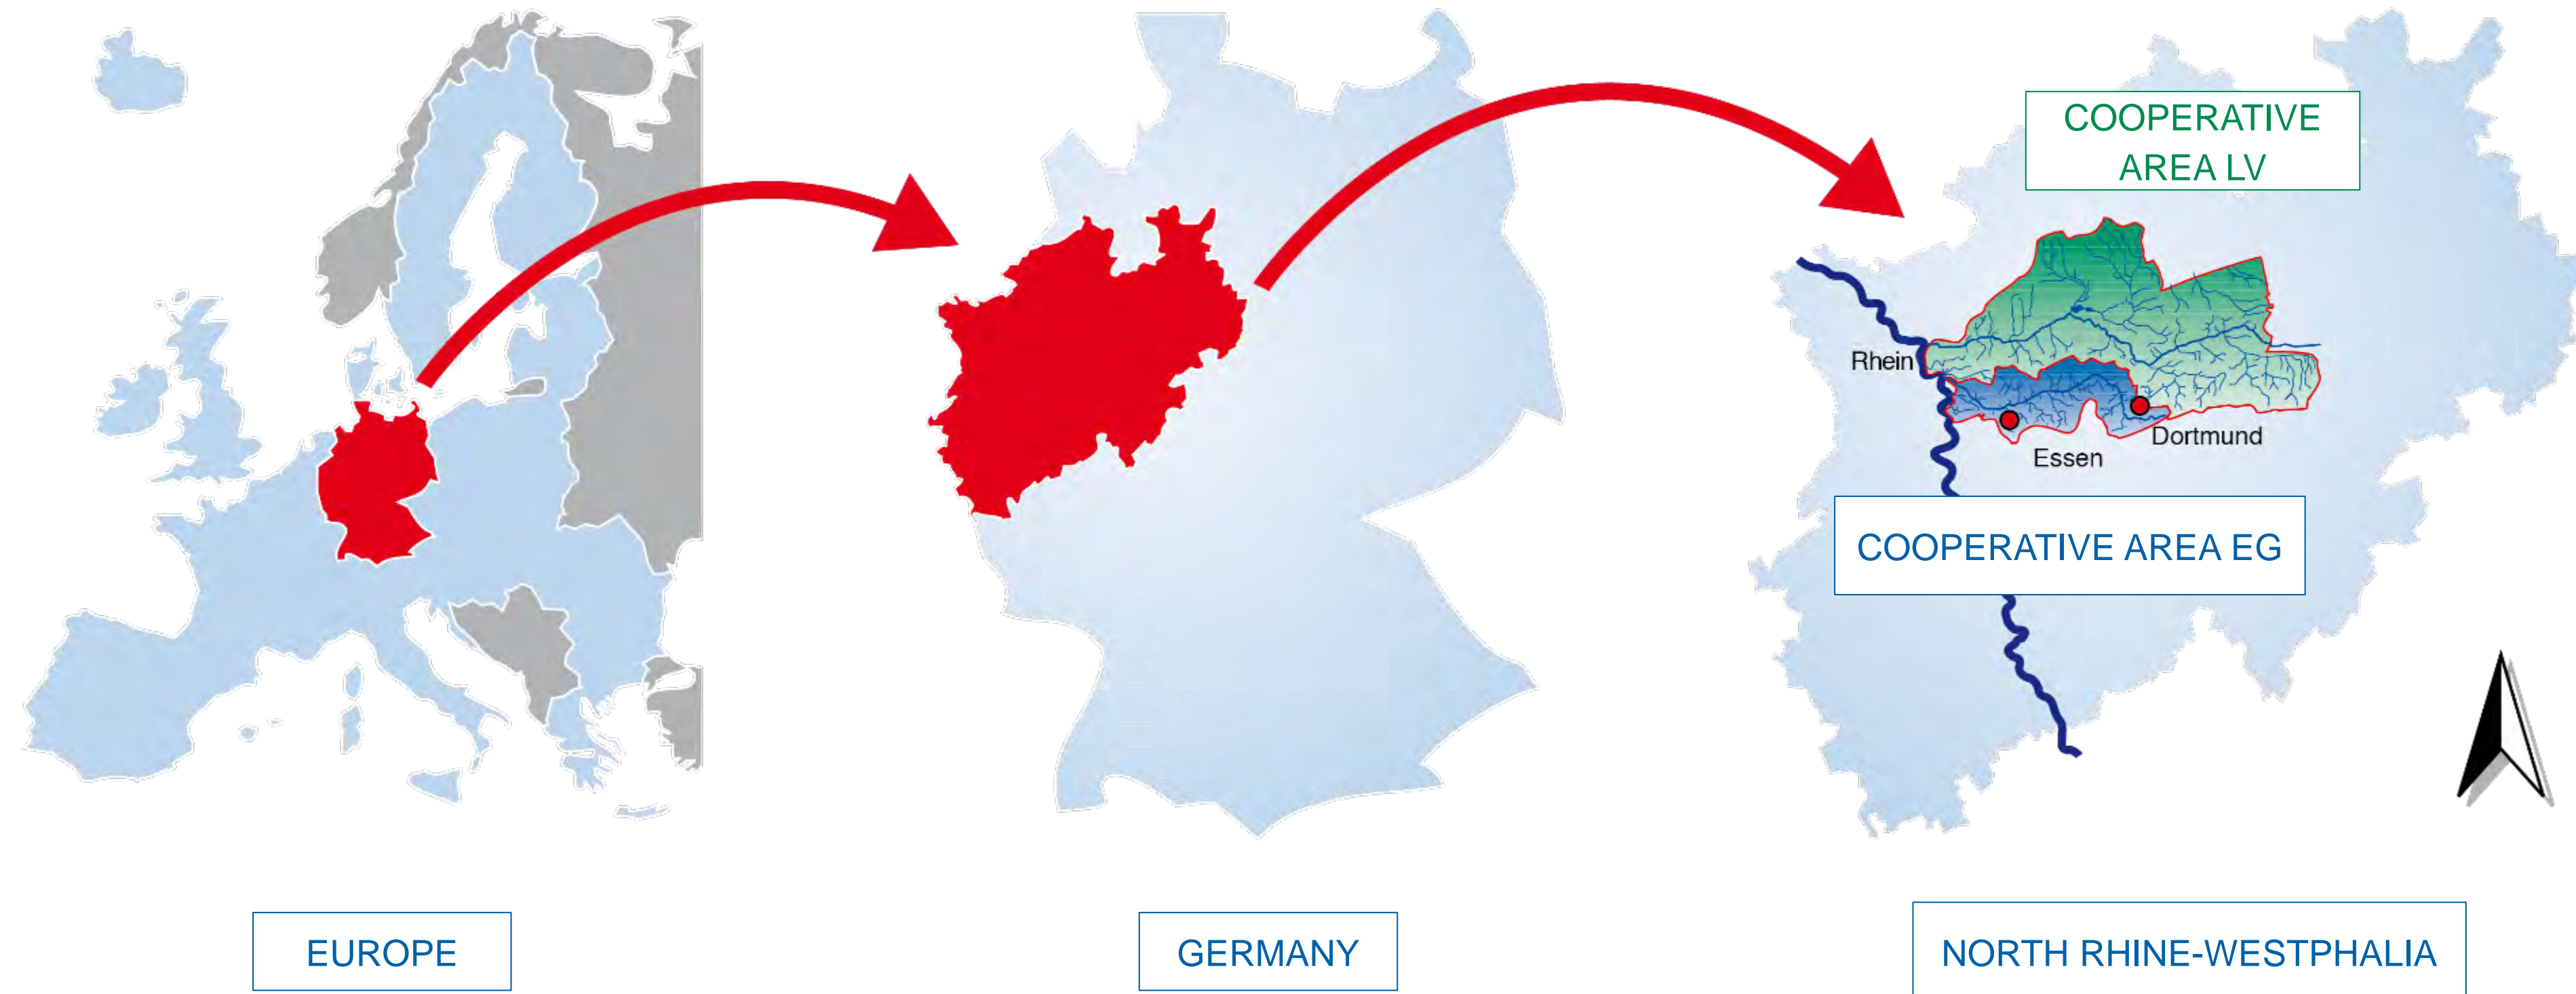 COOPERATIVE
AREA LV
Rhein
Dortmund
Essen
COOPERATIVE AREA EG
EUROPE
GERMANY
NORTH RHINE-WESTPHALIA